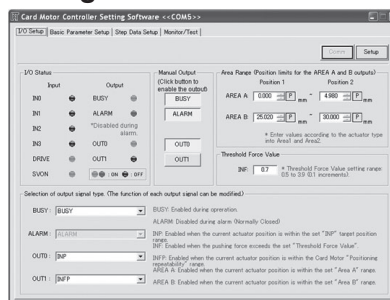 Card Motor Controller Setting Software <<COM5>>
I/O Setup Basic Parameter Setup Step Data Setup Monitor/Test
Setup
I/O Status
Input Output
IN0 BUSY
IN1 ALARM
IN2 *Disabled during alarm.
IN3 OUT0
DRIVE OUT1
SVON : ON : OFF
Manual Output
(Click button to enable the output)
BUSY
ALARM
OUT0
OUT1
Area Range (Position limits for the AREA A and B outputs)
Position 1 Position 2
AREA A: 0.000 P mm ~ 4.980 P mm
AREA B: 25.020 P mm ~ 30.000 P mm
* Enter values according to the actuator type into Area1 and Area2.
Threshold Force Value
INF: 0.7 * Threshold Force Value setting range: 0.5 to 3.9 (0.1 increments).
Selection of output signal type. (The function of each output signal can be modified.)
BUSY: BUSY
ALARM: ALARM
OUT0: INP
OUT1: INFP
BUSY: Enabled during operation.
ALARM: Disabled during alarm (Normally Closed)
INP: Enabled when the current actuator position is within the set "INP" target position range.
INF: Enabled when the pushing force exceeds the set "Threshold Force Value".
INFP: Enabled when the current actuator position is within the Card Motor "Positioning repeatability" range.
AREA A: Enabled when current actuator position is within the set "Area A" range.
AREA B: Enabled when current actuator position is within the set "Area B" range.